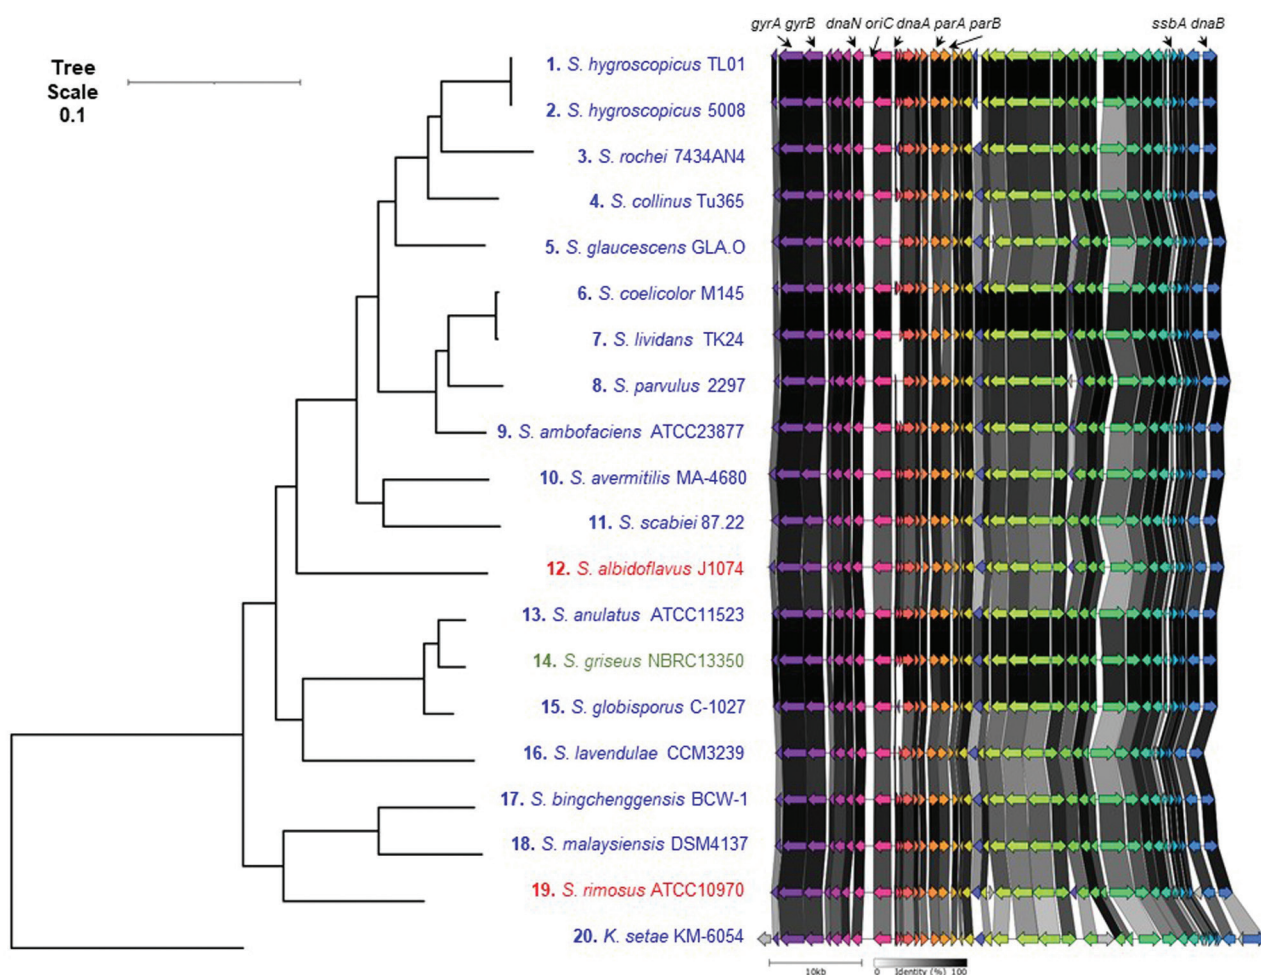 gyrA gyrB dnaN oriC dnaA parA parB ssbA dnaB
Tree
Scale
0.1
1. S. hygroscopicus TL01
2. S. hygroscopicus 5008
3. S. rochei 7434AN4
4. S. collinus Tu365
5. S. glaucescens GLA.O
6. S. coelicolor M145
7. S. lividans TK24
8. S. parvulus 2297
9. S. ambofaciens ATCC23877
10. S. avermitilis MA-4680
11. S. scabiei 87.22
12. S. albidoflavus J1074
13. S. anulatus ATCC11523
14. S. griseus NBRC13350
15. S. globisporus C-1027
16. S. lavendulae CCM3239
17. S. bingchenggensis BCW-1
18. S. malaysiensis DSM4137
19. S. rimosus ATCC10970
20. K. setae KM-6054
10kb
0 Identity (%) 100